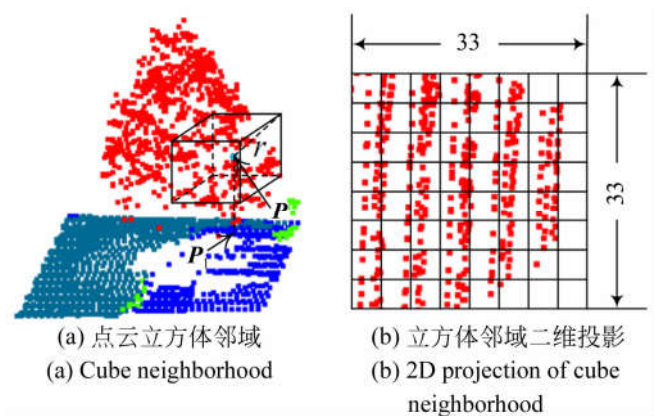 r
P
P
33
33
(a) 点云立方体邻域
(a) Cube neighborhood
(b) 立方体邻域二维投影
(b) 2D projection of cube
neighborhood